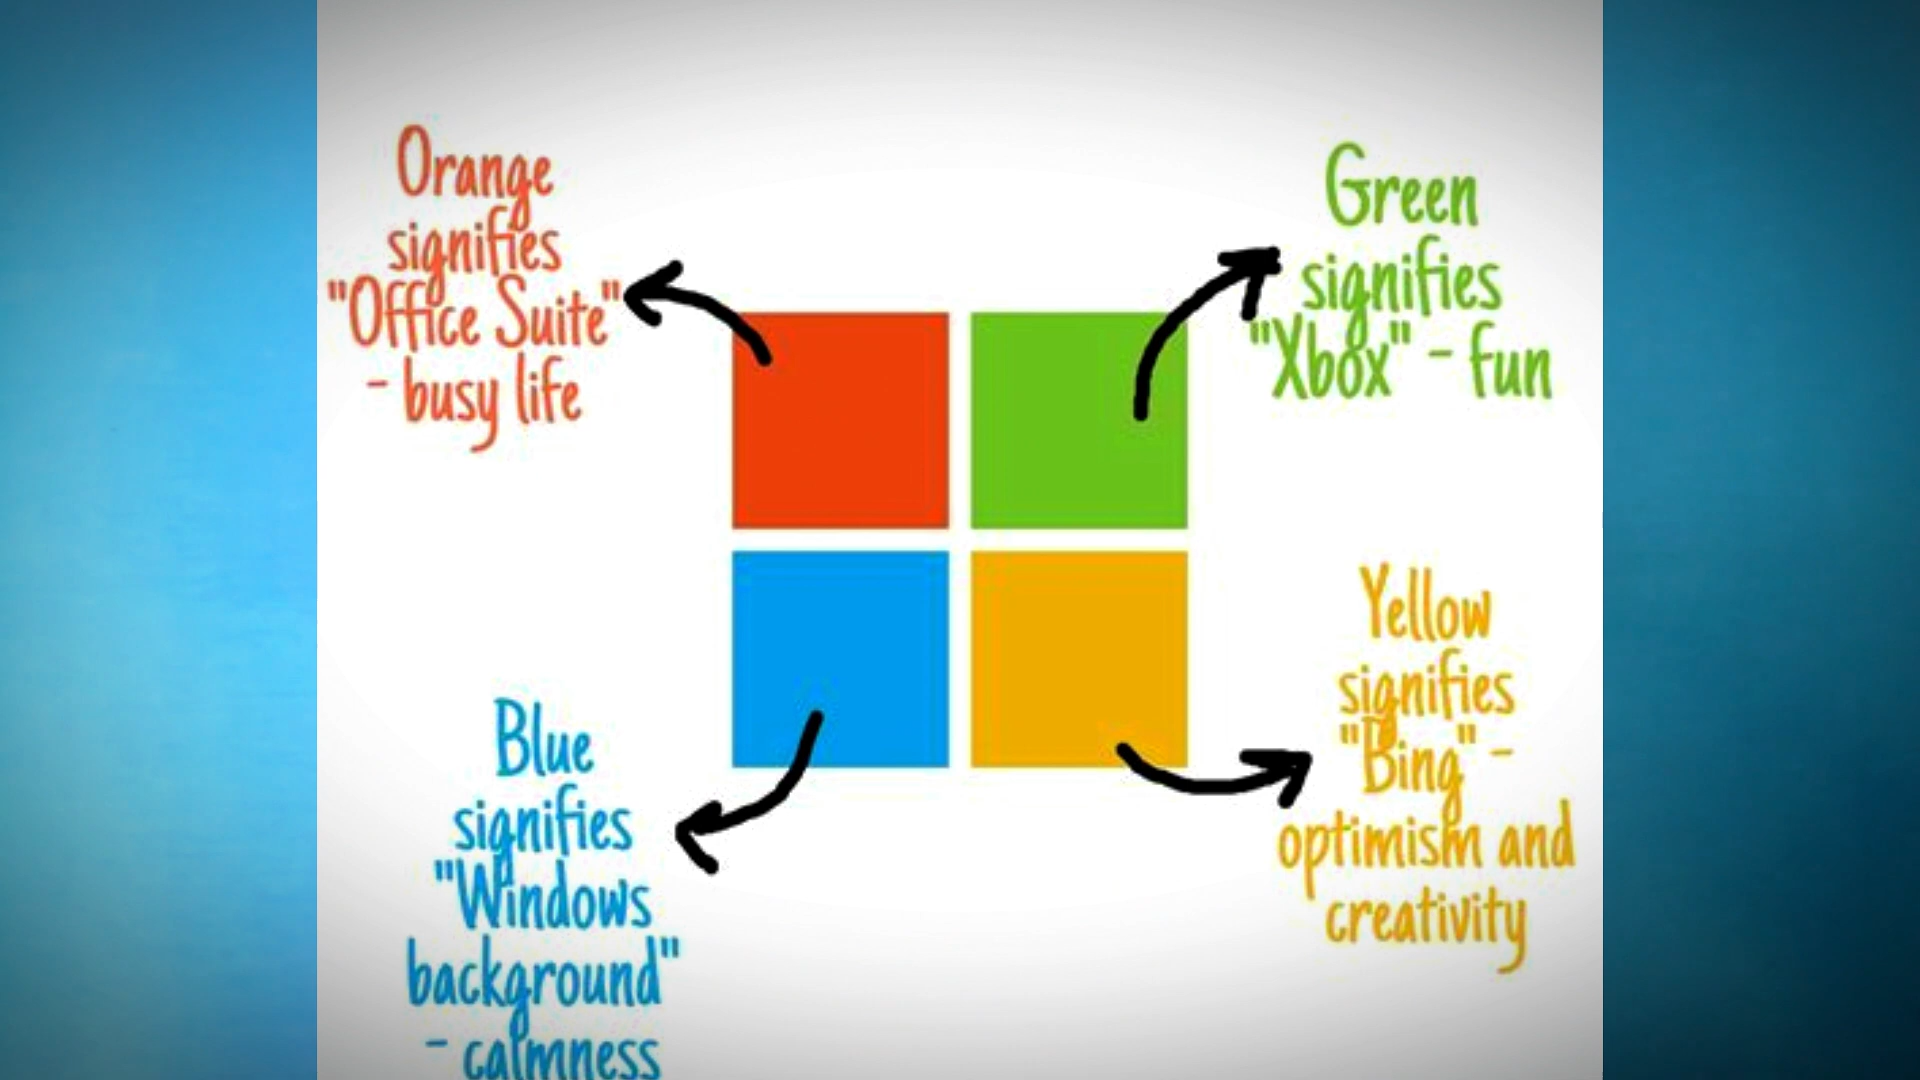 Orange
signifies
"Office Suite"
- busy life
Green
signifies
"Xbox" - fun
Blue
signifies
"Windows
background"
- calmness
Yellow
signifies
"Bing" -
optimism and
creativity